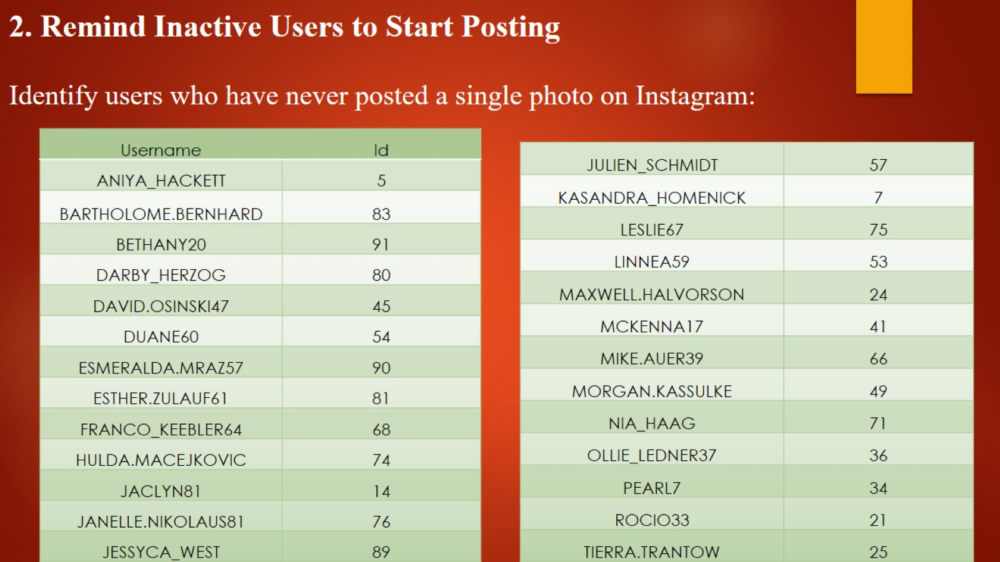 2. Remind Inactive Users to Start Posting
Identify users who have never posted a single photo on Instagram:
Username Id
ANIYA_HACKETT 5
BARTHOLOME.BERNHARD 83
BETHANY20 91
DARBY_HERZOG 80
DAVID.OSINSKI47 45
DUANE60 54
ESMERALDA.MRAZ57 90
ESTHER.ZULAUF61 81
FRANCO_KEEBLER64 68
HULDA.MACEJKOVIC 74
JACLYN81 14
JANELLE.NIKOLAUS81 76
JESSYCA_WEST 89
JULIEN_SCHMIDT 57
KASANDRA_HOMENICK 7
LESLIE67 75
LINNEA59 53
MAXWELL.HALVORSON 24
MCKENNA17 41
MIKE.AUER39 66
MORGAN.KASSULKE 49
NIA_HAAG 71
OLLIE_LEDNER37 36
PEARL7 34
ROCIO33 21
TIERRA.TRANTOW 25